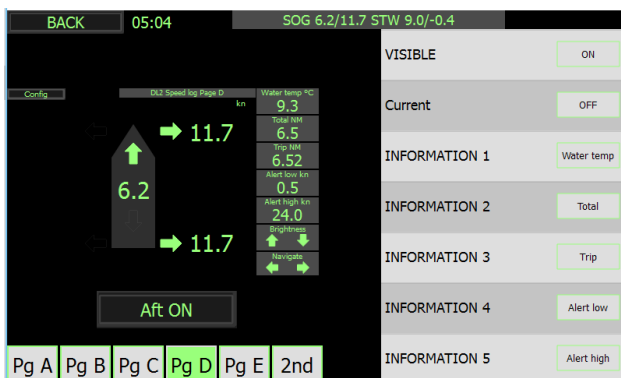 BACK
05:04
SOG 6.2/11.7 STW 9.0/-0.4
Config
DL2 Speed log Page D
kn
11.7
6.2
11.7
Water temp ºC
9.3
Total NM
6.5
Trip NM
6.52
Alert low kn
0.5
Alert high kn
24.0
Brightness
Navigate
Aft ON
Pg A
Pg B
Pg C
Pg D
Pg E
2nd
VISIBLE
ON
Current
OFF
INFORMATION 1
Water temp
INFORMATION 2
Total
INFORMATION 3
Trip
INFORMATION 4
Alert low
INFORMATION 5
Alert high